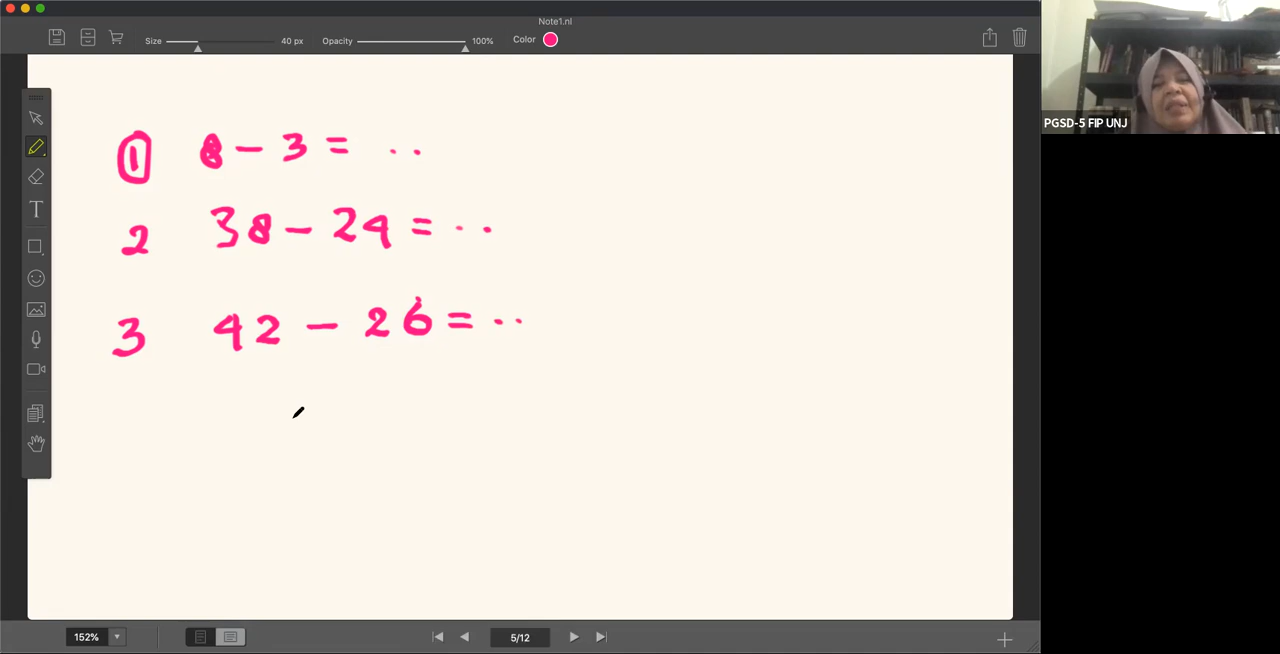 Note1.nl
Size 40 px Opacity 100% Color
PGSD-5 FIP UNJ
1 8 - 3 = ..
2 38 - 24 = ..
3 42 - 26 = ..
T
152% 5/12